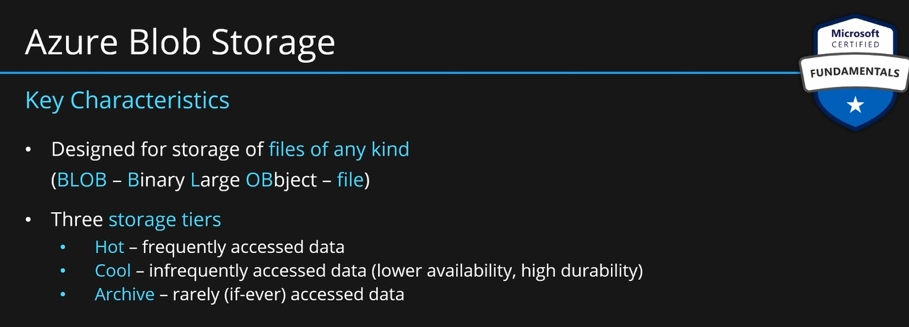 Azure Blob Storage
Microsoft
CERTIFIED
FUNDAMENTALS
Key Characteristics
• Designed for storage of files of any kind
(BLOB – Binary Large OBject – file)
• Three storage tiers
• Hot – frequently accessed data
• Cool – infrequently accessed data (lower availability, high durability)
• Archive – rarely (if-ever) accessed data